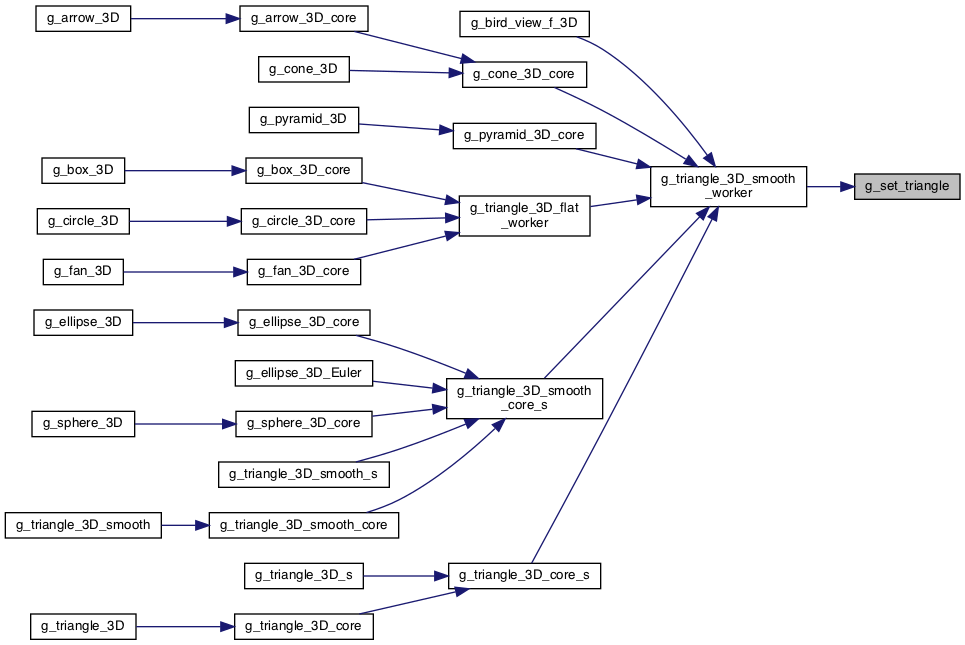 g_arrow_3D
g_arrow_3D_core
g_bird_view_f_3D
g_cone_3D
g_cone_3D_core
g_pyramid_3D
g_pyramid_3D_core
g_box_3D
g_box_3D_core
g_triangle_3D_smooth
_worker
g_set_triangle
g_circle_3D
g_circle_3D_core
g_triangle_3D_flat
_worker
g_fan_3D
g_fan_3D_core
g_ellipse_3D
g_ellipse_3D_core
g_ellipse_3D_Euler
g_triangle_3D_smooth
_core_s
g_sphere_3D
g_sphere_3D_core
g_triangle_3D_smooth_s
g_triangle_3D_smooth
g_triangle_3D_smooth_core
g_triangle_3D_s
g_triangle_3D_core_s
g_triangle_3D
g_triangle_3D_core